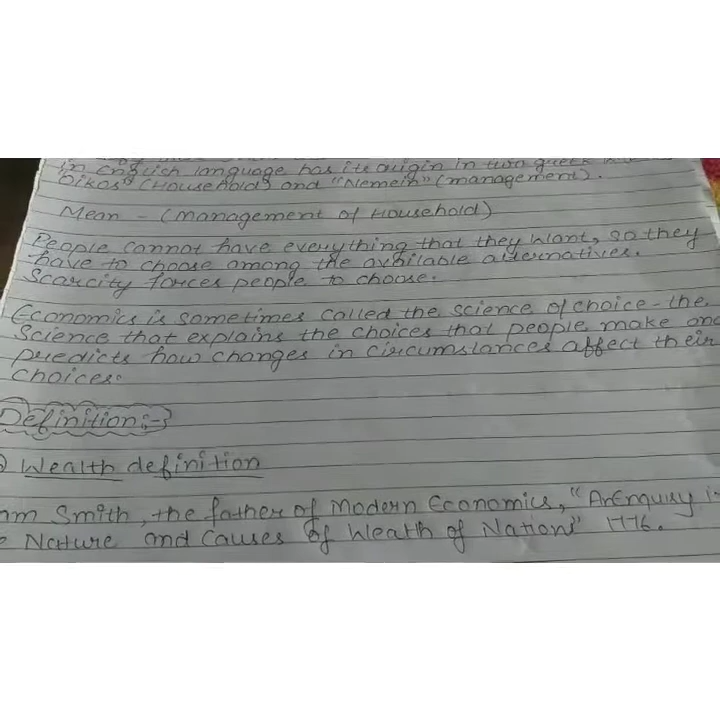 in English language has its origin in two greek
"Oikos" (Household) and "Nemein" (management).
Mean - (management of Household)
People cannot have everything that they want, so they
have to choose among the available alternatives.
Scarcity forces people to choose.
Economics is sometimes called the science of choice - the
Science that explains the choices that people make and
predicts how changes in circumstances affect their
choices.
Definition:-
Wealth definition
am Smith, the father of Modern Economics, "An Enquiry in
e Nature and Causes of Wealth of Nations" 1776.